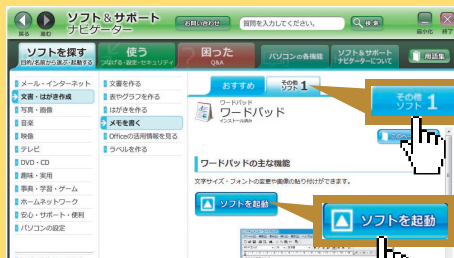 ソフト&サポート
ナビゲーター
お問い合わせ
質問を入力してください。
検索
戻る 進む
最小化 終了
ソフトを探す
目的/名前から選ぶ・起動する
使う
つなげる・設定・セキュリティ
困った
Q&A
パソコンの各機能
ソフト&サポート
ナビゲーターについて
用語集
メール・インターネット
文書・はがき作成
写真・画像
音楽
映像
テレビ
DVD・CD
趣味・実用
事典・学習・ゲーム
ホームネットワーク
安心・サポート・便利
パソコンの設定
文書を作る
表やグラフを作る
はがきを作る
メモを書く
Officeの活用情報を見る
ラベルを作る
おすすめ
その他
ソフト 1
その他
ソフト 1
ワードパッド
ワードパッド
インストール済み
ワードパッドの主な機能
文字サイズ・フォントの変更や画像の貼り付けができます。
ソフトを起動
ソフトを起動